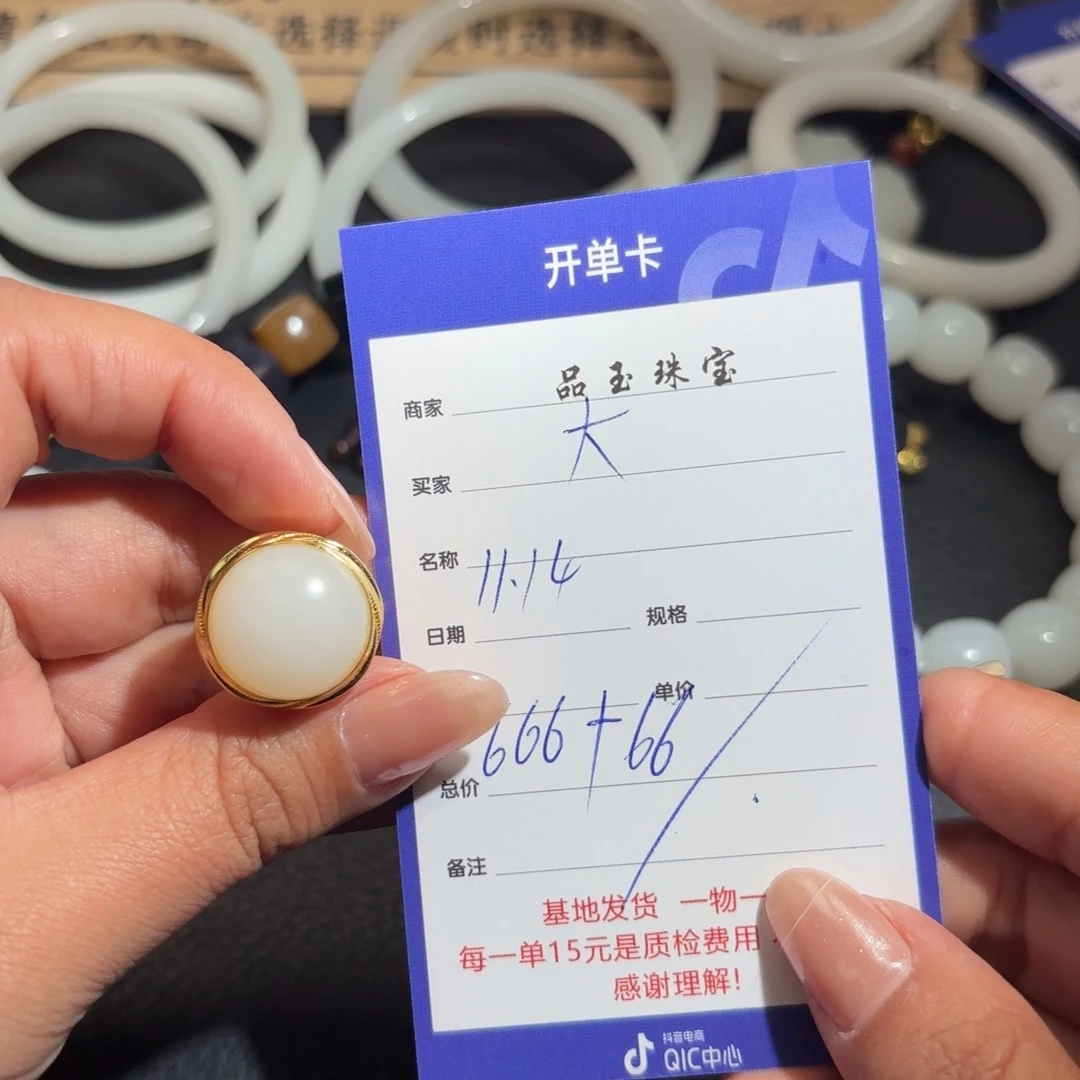 开单卡
商家 品玉珠宝
买家 大
名称
11.14
日期 规格
单价
666+66
总价
备注
基地发货 一物一
每一单15元是质检费用
感谢理解!
抖音电商
QIC中心